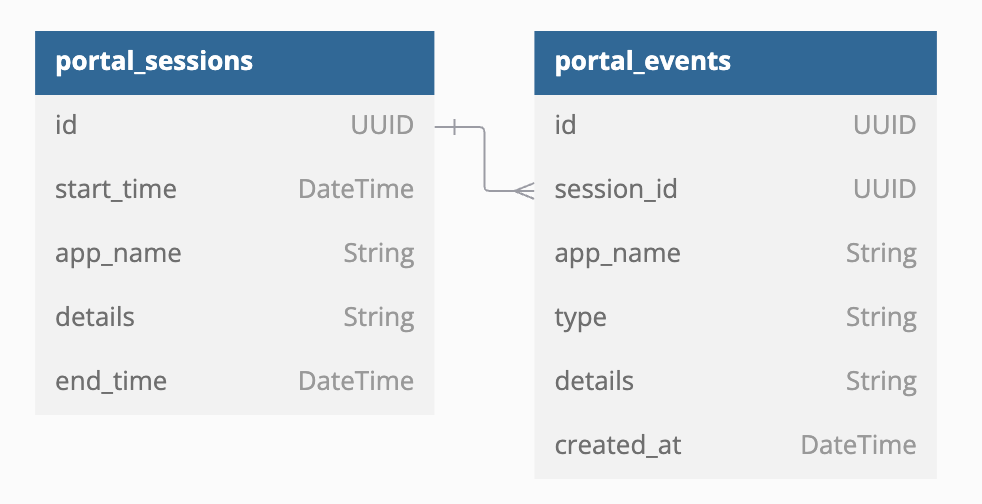 portal_sessions
id UUID
start_time DateTime
app_name String
details String
end_time DateTime
portal_events
id UUID
session_id UUID
app_name String
type String
details String
created_at DateTime